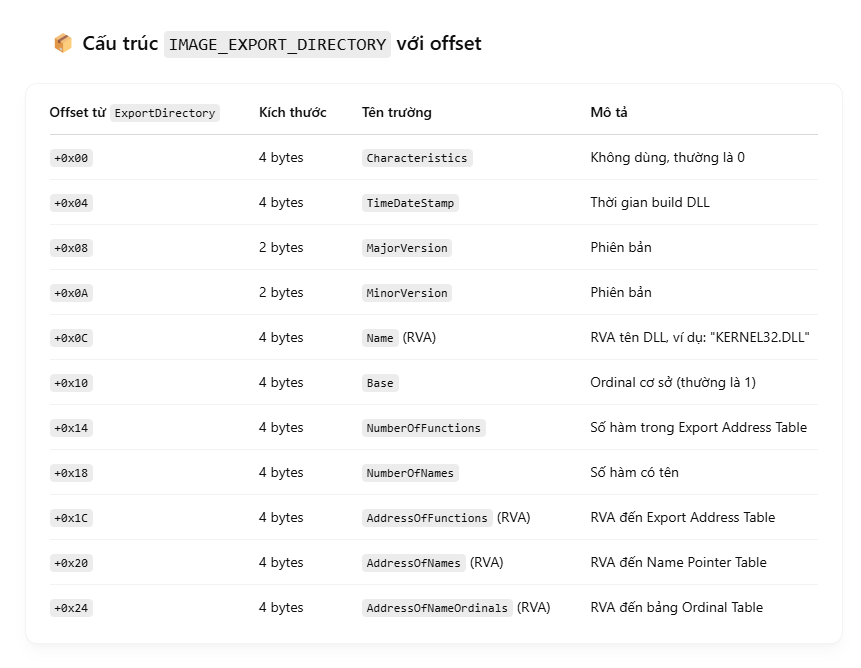 Cấu trúc IMAGE_EXPORT_DIRECTORY với offset
Offset từ ExportDirectory Kích thước Tên trường Mô tả
+0x00 4 bytes Characteristics Không dùng, thường là 0
+0x04 4 bytes TimeDateStamp Thời gian build DLL
+0x08 2 bytes MajorVersion Phiên bản
+0x0A 2 bytes MinorVersion Phiên bản
+0x0C 4 bytes Name (RVA) RVA tên DLL, ví dụ: "KERNEL32.DLL"
+0x10 4 bytes Base Ordinal cơ sở (thường là 1)
+0x14 4 bytes NumberOfFunctions Số hàm trong Export Address Table
+0x18 4 bytes NumberOfNames Số hàm có tên
+0x1C 4 bytes AddressOfFunctions (RVA) RVA đến Export Address Table
+0x20 4 bytes AddressOfNames (RVA) RVA đến Name Pointer Table
+0x24 4 bytes AddressOfNameOrdinals (RVA) RVA đến bảng Ordinal Table